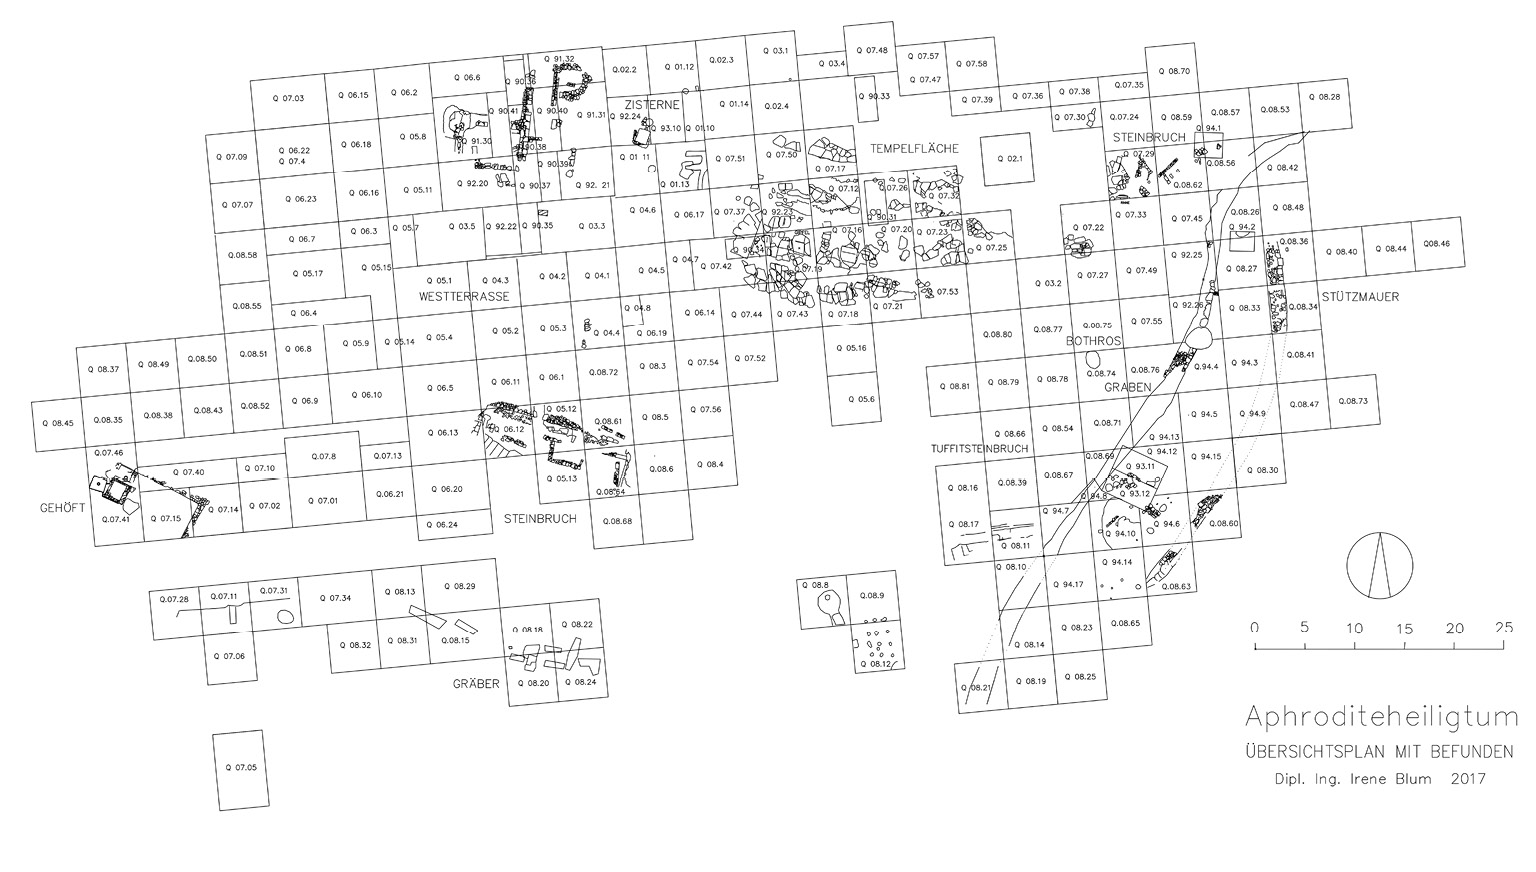 Q 07.48
Q 91.32
Q 03.1
Q.07.57
Q 02.2
Q 01.12
Q 02.3
Q 03.4
Q 07.58
Q 08.70
Q 06.6
Q 90.36
Q.07.47
Q 07.03
Q 06.15
Q 06.2
Q 07.35
Q 07.38
Q 07.36
Q 90.33
Q 07.39
Q 08.28
ZISTERNE
Q 01.14
Q 02.4
Q 90.41
Q 90.40
Q 91.31
Q 92.24
Q 07.30
Q.07.24
Q 08.59
Q 08.57
Q 08.53
Q 93.10
Q 01.10
Q 94.1
Q 05.8
STEINBRUCH
Q 91.30
Q 06.18
Q 06.22
Q 07.4
Q 90.38
TEMPELFLÄCHE
Q 07.09
Q 01 11
Q 07.51
Q 07.50
Q 02.1
Q 07.29
Q 90.39
Q 07.17
Q 08.56
Q 08.42
Q 92.20
Q 90.37
Q 92. 21
Q 01.13
Q 08.62
Q 05.11
Q 06.16
Q 06.23
Q 07.07
Q 07.12
Q 07.26
Q 07.32
Q 04.6
Q 06.17
Q 07.37
Q 92.23
Q 90.31
Q 07.33
Q 07.45
Q 08.26
Q 08.48
Q 03.5
Q 92.22
Q 90.35
Q 03.3
Q 05.7
Q 06.3
Q 06.7
Q 07.16
Q 07.20
Q 07.23
Q 07.22
Q 94.2
Q 08.36
Q 08.46
Q 08.58
Q 90.34
Q 07.25
Q 92.25
Q 08.40
Q 08.44
Q 05.17
Q 05.15
Q 05.1
Q 04.3
Q 04.2
Q 04.1
Q 04.5
Q 04.7
Q 07.42
Q 07.19
Q 03.2
Q 07.27
Q 07.49
Q 08.27
WESTTERRASSE
Q 07.53
STÜTZMAUER
Q 08.55
Q 06.4
Q 04.8
Q 06.14
Q 07.44
Q 07.43
Q 07.18
Q 07.21
Q 92.26
Q 08.33
Q 08.34
Q 05.2
Q 05.3
Q 04.4
Q 06.19
Q 08.80
Q 08.77
Q.00.75
Q 07.55
BOTHROS
Q 05.4
Q 05.14
Q 05.9
Q 06.8
Q 08.51
Q 08.50
Q 08.49
Q 08.37
Q 05.16
Q 07.52
Q 07.54
Q 08.3
Q 08.72
Q 06.1
Q 06.11
Q 08.41
Q 94.3
Q 94.4
Q 08.76
Q 08.74
Q 08.78
Q 08.79
Q 08.81
GRABEN
Q 06.5
Q 06.10
Q 06.9
Q 08.52
Q 08.43
Q 08.38
Q 08.35
Q 08.45
Q 05.6
Q 07.56
Q 08.5
Q.08.61
Q 05.12
Q 06.12
Q 06.13
Q 08.47
Q 08.73
Q 94.9
Q 94.5
Q 08.71
Q 08.54
Q 08.66
Q 94.13
TUFFITSTEINBRUCH
Q.07.46
Q 07.40
Q 07.10
Q 07.8
Q 07.13
Q 08.4
Q 08.6
Q 05.13
Q.08.64
Q.08.69
Q 94.12
Q 94.15
Q 08.30
Q 93.11
Q 08.67
Q 08.39
Q 08.16
Q 94.8
Q 93.12
Q 06.20
Q 06.21
Q 07.01
Q 07.02
Q 07.14
Q 07.15
Q 07.41
GEHÖFT
STEINBRUCH
Q 06.24
Q 08.68
Q 94.7
Q 94.6
Q.08.60
Q 08.17
Q 94.10
Q 08.11
Q 08.10
Q 94.14
Q 94.17
Q 08.63
Q 07.28
Q 07.11
Q 07.31
Q 07.34
Q 08.13
Q 08.29
Q 08.8
Q 08.9
Q 08.32
Q 08.31
Q 08.15
Q 08.18
Q 08.22
Q 08.23
Q 08.65
Q 08.14
Q 07.06
Q 08.12
GRÄBER
Q 08.20
Q 08.24
Q 08.21
Q 08.19
Q 08.25
0 5 10 15 20 25
Q 07.05
Aphroditeheiligtum
ÜBERSICHTSPLAN MIT BEFUNDEN
Dipl. Ing. Irene Blum 2017